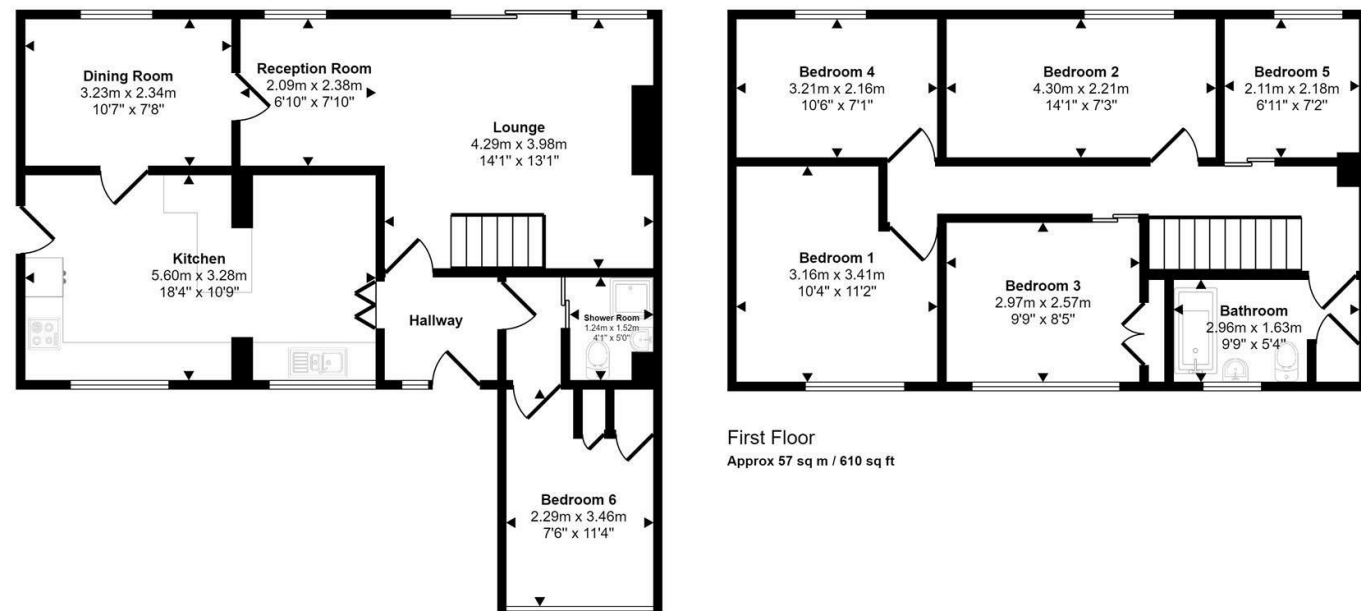 Dining Room
3.23m x 2.34m
10'7" x 7'8"
Reception Room
2.09m x 2.38m
6'10" x 7'10"
Lounge
4.29m x 3.98m
14'1" x 13'1"
Kitchen
5.60m x 3.28m
18'4" x 10'9"
Hallway
Shower Room
1.24m x 1.52m
4'1" x 5'0"
Bedroom 6
2.29m x 3.46m
7'6" x 11'4"
Bedroom 4
3.21m x 2.16m
10'6" x 7'1"
Bedroom 2
4.30m x 2.21m
14'1" x 7'3"
Bedroom 5
2.11m x 2.18m
6'11" x 7'2"
Bedroom 1
3.16m x 3.41m
10'4" x 11'2"
Bedroom 3
2.97m x 2.57m
9'9" x 8'5"
Bathroom
2.96m x 1.63m
9'9" x 5'4"
First Floor
Approx 57 sq m / 610 sq ft